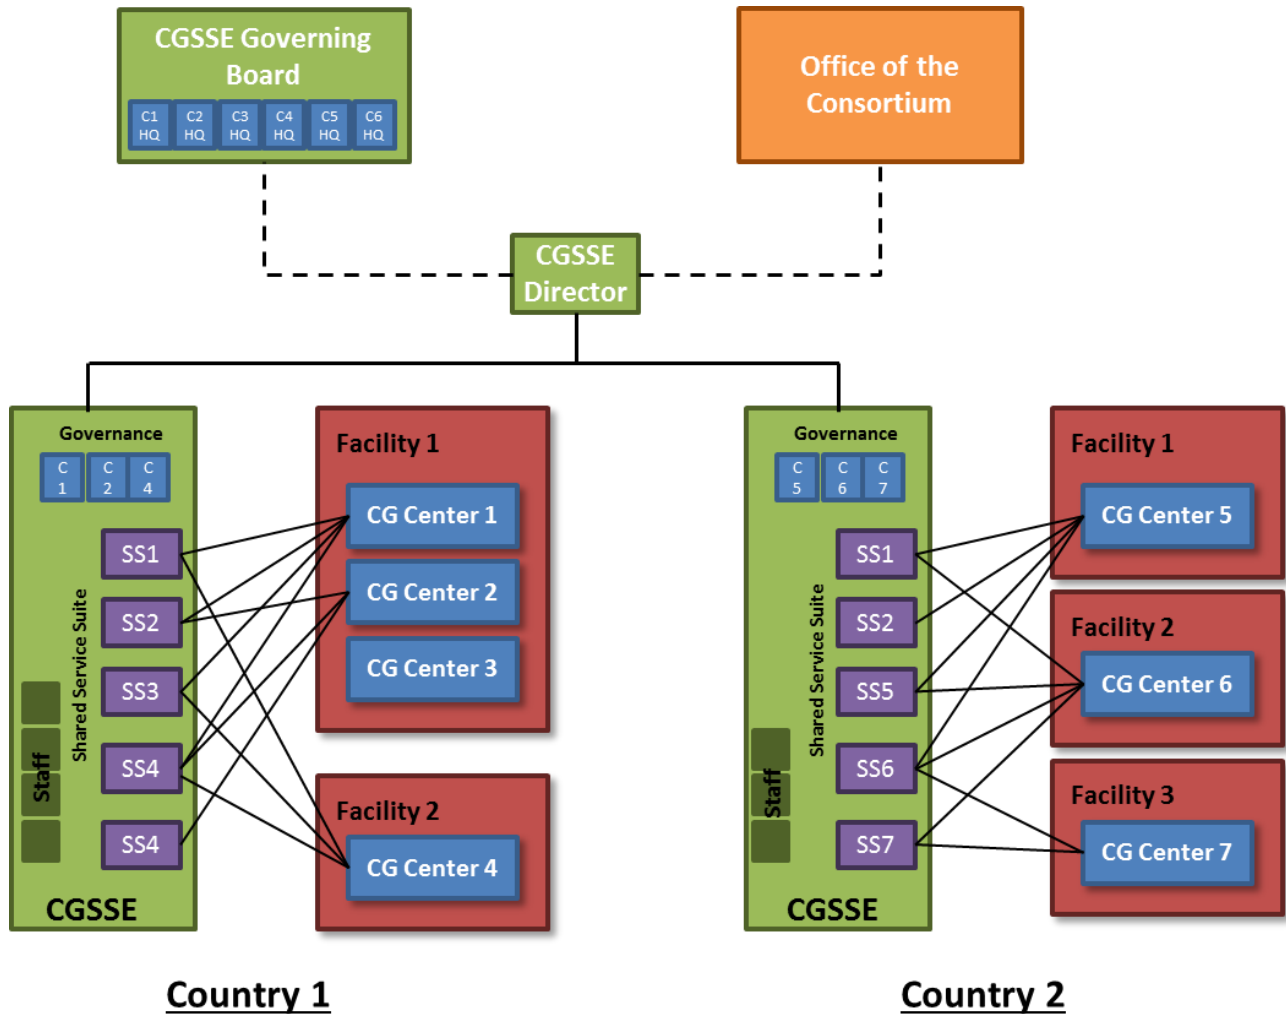 CGSSE Governing
Board
C1 C2 C3 C4 C5 C6
HQ HQ HQ HQ HQ HQ
Office of the
Consortium
CGSSE
Director
Governance
C C C
1 2 4
Shared Service Suite
SS1
SS2
SS3
SS4
SS4
Staff
CGSSE
Facility 1
CG Center 1
CG Center 2
CG Center 3
Facility 2
CG Center 4
Country 1
Governance
C C C
5 6 7
Shared Service Suite
SS1
SS2
SS5
SS6
SS7
Staff
CGSSE
Facility 1
CG Center 5
Facility 2
CG Center 6
Facility 3
CG Center 7
Country 2